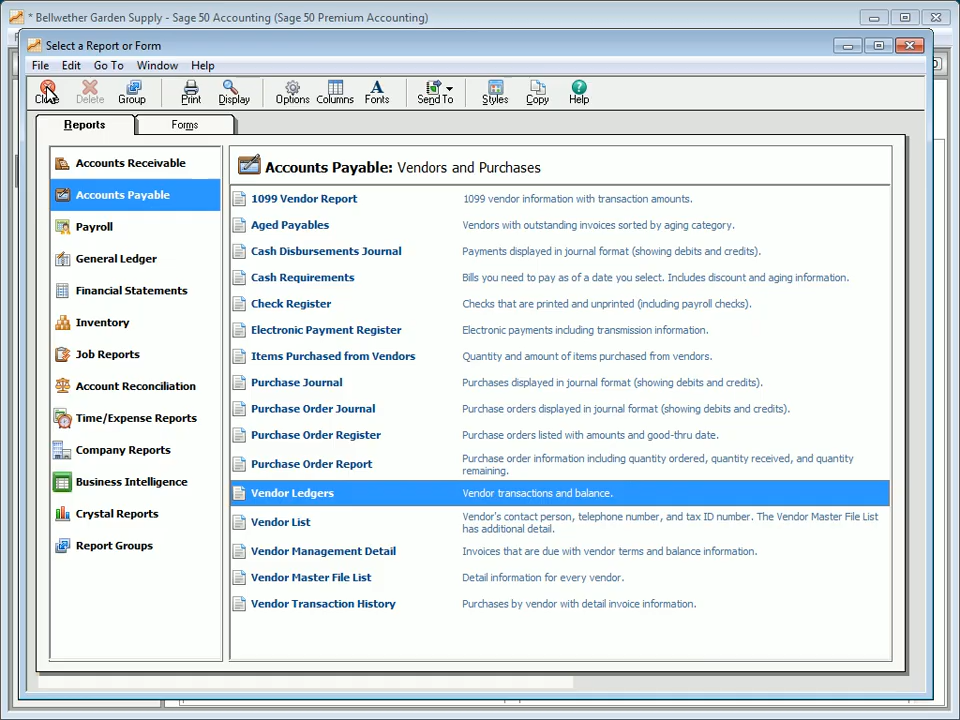 * Bellwether Garden Supply - Sage 50 Accounting (Sage 50 Premium Accounting)
Select a Report or Form
File Edit Go To Window Help
Close Delete Group Print Display Options Columns Fonts Send To Styles Copy Help
Reports Forms
Accounts Receivable
Accounts Payable
Payroll
General Ledger
Financial Statements
Inventory
Job Reports
Account Reconciliation
Time/Expense Reports
Company Reports
Business Intelligence
Crystal Reports
Report Groups
Accounts Payable: Vendors and Purchases
1099 Vendor Report 1099 vendor information with transaction amounts.
Aged Payables Vendors with outstanding invoices sorted by aging category.
Cash Disbursements Journal Payments displayed in journal format (showing debits and credits).
Cash Requirements Bills you need to pay as of a date you select. Includes discount and aging information.
Check Register Checks that are printed and unprinted (including payroll checks).
Electronic Payment Register Electronic payments including transmission information.
Items Purchased from Vendors Quantity and amount of items purchased from vendors.
Purchase Journal Purchases displayed in journal format (showing debits and credits).
Purchase Order Journal Purchase orders displayed in journal format (showing debits and credits).
Purchase Order Register Purchase orders listed with amounts and good-thru date.
Purchase Order Report Purchase order information including quantity ordered, quantity received, and quantity
remaining.
Vendor Ledgers Vendor transactions and balance.
Vendor List Vendor's contact person, telephone number, and tax ID number. The Vendor Master File List
has additional detail.
Vendor Management Detail Invoices that are due with vendor terms and balance information.
Vendor Master File List Detail information for every vendor.
Vendor Transaction History Purchases by vendor with detail invoice information.